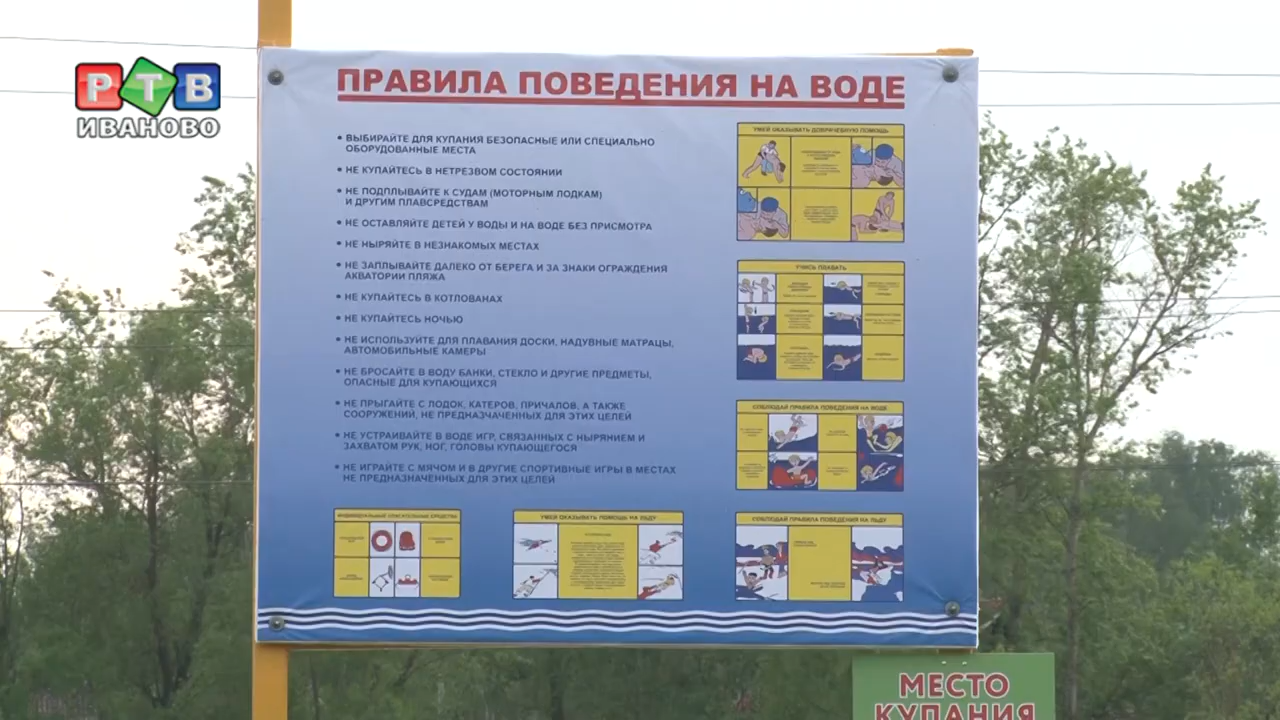 РТВ
ИВАНОВО
ПРАВИЛА ПОВЕДЕНИЯ НА ВОДЕ
• ВЫБИРАЙТЕ ДЛЯ КУПАНИЯ БЕЗОПАСНЫЕ ИЛИ СПЕЦИАЛЬНО
ОБОРУДОВАННЫЕ МЕСТА
• НЕ КУПАЙТЕСЬ В НЕТРЕЗВОМ СОСТОЯНИИ
• НЕ ПОДПЛЫВАЙТЕ К СУДАМ (МОТОРНЫМ ЛОДКАМ)
И ДРУГИМ ПЛАВСРЕДСТВАМ
• НЕ ОСТАВЛЯЙТЕ ДЕТЕЙ У ВОДЫ И НА ВОДЕ БЕЗ ПРИСМОТРА
• НЕ НЫРЯЙТЕ В НЕЗНАКОМЫХ МЕСТАХ
• НЕ ЗАПЛЫВАЙТЕ ДАЛЕКО ОТ БЕРЕГА И ЗА ЗНАКИ ОГРАЖДЕНИЯ
АКВАТОРИИ ПЛЯЖА
• НЕ КУПАЙТЕСЬ В КОТЛОВАНАХ
• НЕ КУПАЙТЕСЬ НОЧЬЮ
• НЕ ИСПОЛЬЗУЙТЕ ДЛЯ ПЛАВАНИЯ ДОСКИ, НАДУВНЫЕ МАТРАЦЫ,
АВТОМОБИЛЬНЫЕ КАМЕРЫ
• НЕ БРОСАЙТЕ В ВОДУ БАНКИ, СТЕКЛО И ДРУГИЕ ПРЕДМЕТЫ,
ОПАСНЫЕ ДЛЯ КУПАЮЩИХСЯ
• НЕ ПРЫГАЙТЕ С ЛОДОК, КАТЕРОВ, ПРИЧАЛОВ, А ТАКЖЕ
СООРУЖЕНИЙ, НЕ ПРЕДНАЗНАЧЕННЫХ ДЛЯ ЭТИХ ЦЕЛЕЙ
• НЕ УСТРАИВАЙТЕ В ВОДЕ ИГР, СВЯЗАННЫХ С НЫРЯНИЕМ И
ЗАХВАТОМ РУК, НОГ, ГОЛОВЫ КУПАЮЩЕГОСЯ
• НЕ ИГРАЙТЕ С МЯЧОМ И В ДРУГИЕ СПОРТИВНЫЕ ИГРЫ В МЕСТАХ
НЕ ПРЕДНАЗНАЧЕННЫХ ДЛЯ ЭТИХ ЦЕЛЕЙ
УМЕЙ ОКАЗЫВАТЬ ДОВРАЧЕБНУЮ ПОМОЩЬ
УЧИСЬ ПЛАВАТЬ
СОБЛЮДАЙ ПРАВИЛА ПОВЕДЕНИЯ НА ВОДЕ
ИНДИВИДУАЛЬНЫЕ СПАСАТЕЛЬНЫЕ СРЕДСТВА
УМЕЙ ОКАЗЫВАТЬ ПОМОЩЬ НА ЛЬДУ
СОБЛЮДАЙ ПРАВИЛА ПОВЕДЕНИЯ НА ЛЬДУ
МЕСТО
КУПАНИЯ